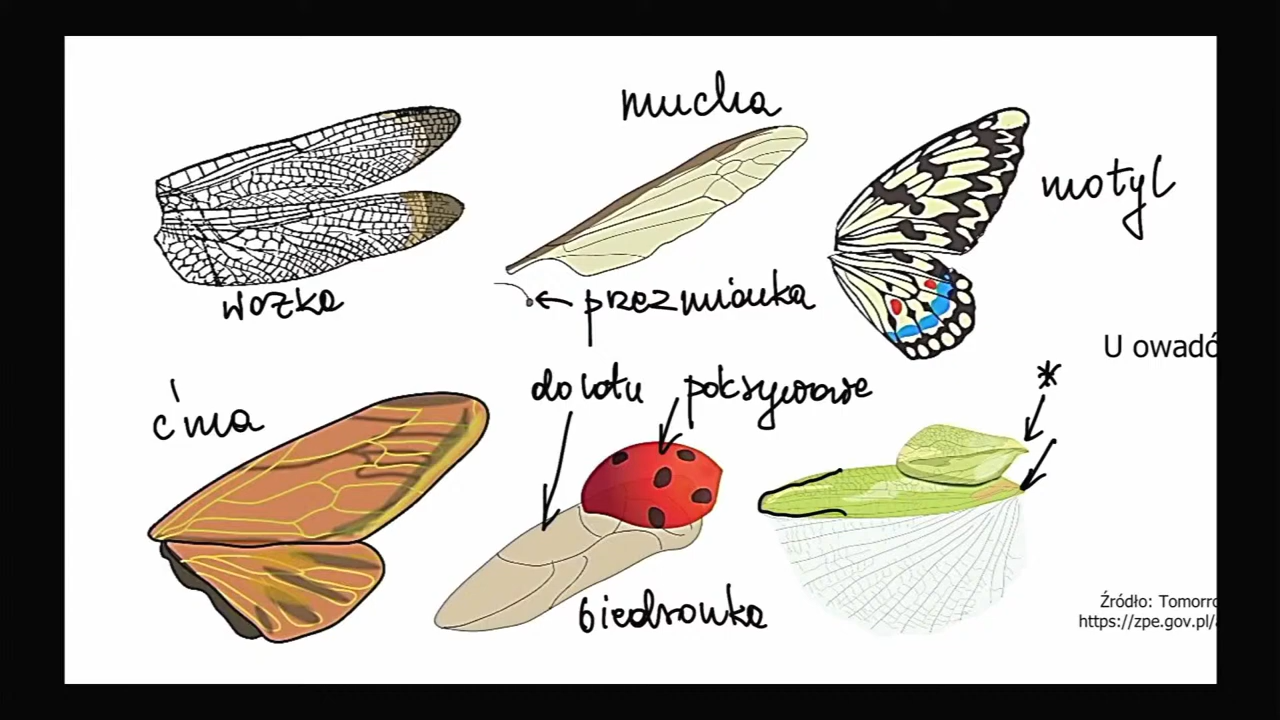 mucha
motyl
ważka
przezmianka
U owadó
*
ćma
do lotu pokrywowe
biedronka
Źródło: Tomorro
https://zpe.gov.pl/a